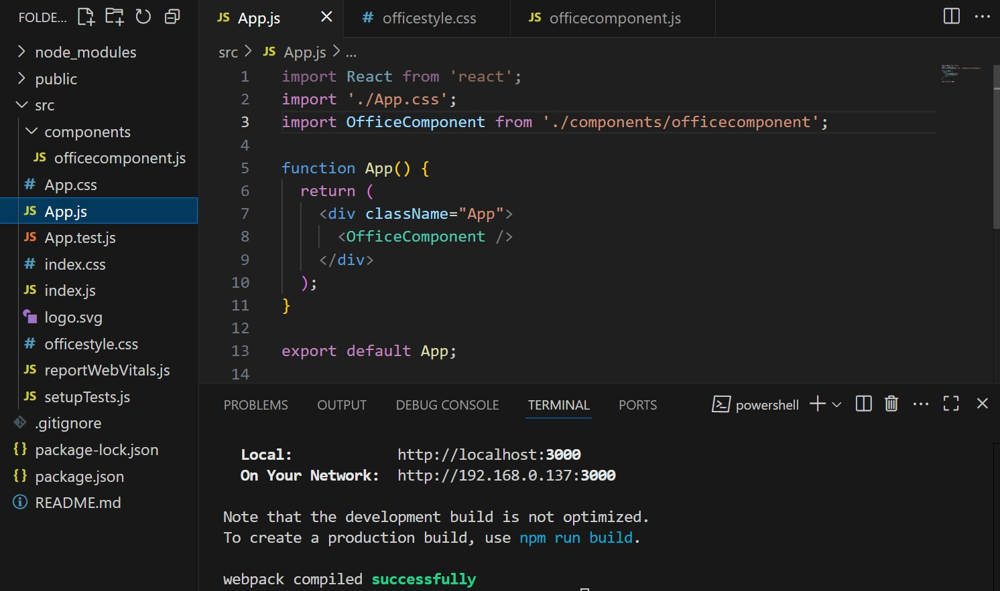 FOLDE...
node_modules
public
src
components
JS officecomponent.js
# App.css
JS App.js
JS App.test.js
# index.css
JS index.js
logo.svg
# officestyle.css
JS reportWebVitals.js
JS setupTests.js
.gitignore
{} package-lock.json
{} package.json
README.md
JS App.js
# officestyle.css
JS officecomponent.js
src > JS App.js > ...
1 import React from 'react';
2 import './App.css';
3 import OfficeComponent from './components/officecomponent';
4
5 function App() {
6 return (
7 <div className="App">
8 <OfficeComponent />
9 </div>
10 );
11 }
12
13 export default App;
14
PROBLEMS OUTPUT DEBUG CONSOLE TERMINAL PORTS powershell
Local: http://localhost:3000
On Your Network: http://192.168.0.137:3000
Note that the development build is not optimized.
To create a production build, use npm run build.
webpack compiled successfully